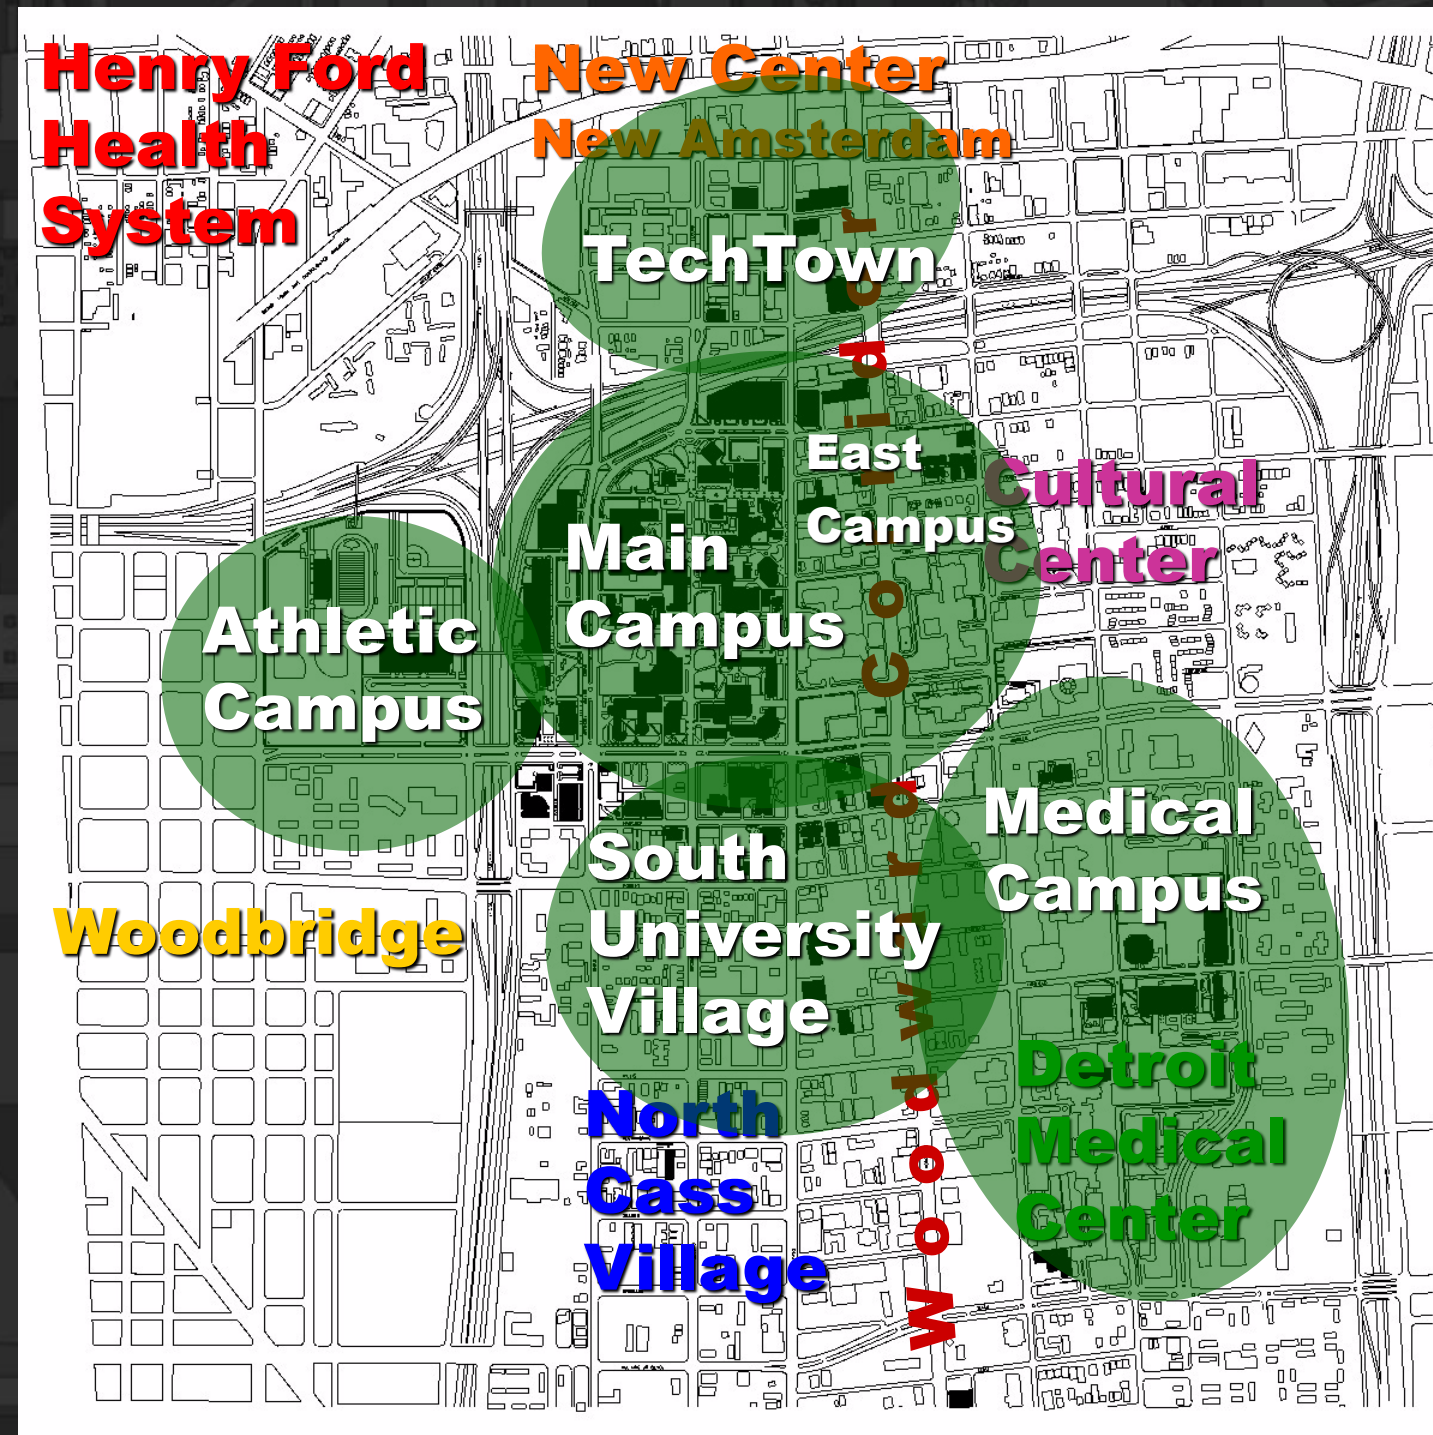 Henry Ford
Health
System
New Center
New Amsterdam
TechTown
East
Campus
Cultural
Center
Main
Campus
Athletic
Campus
Woodward Corridor
Medical
Campus
South
University
Village
Woodbridge
Detroit
Medical
Center
North
Cass
Village